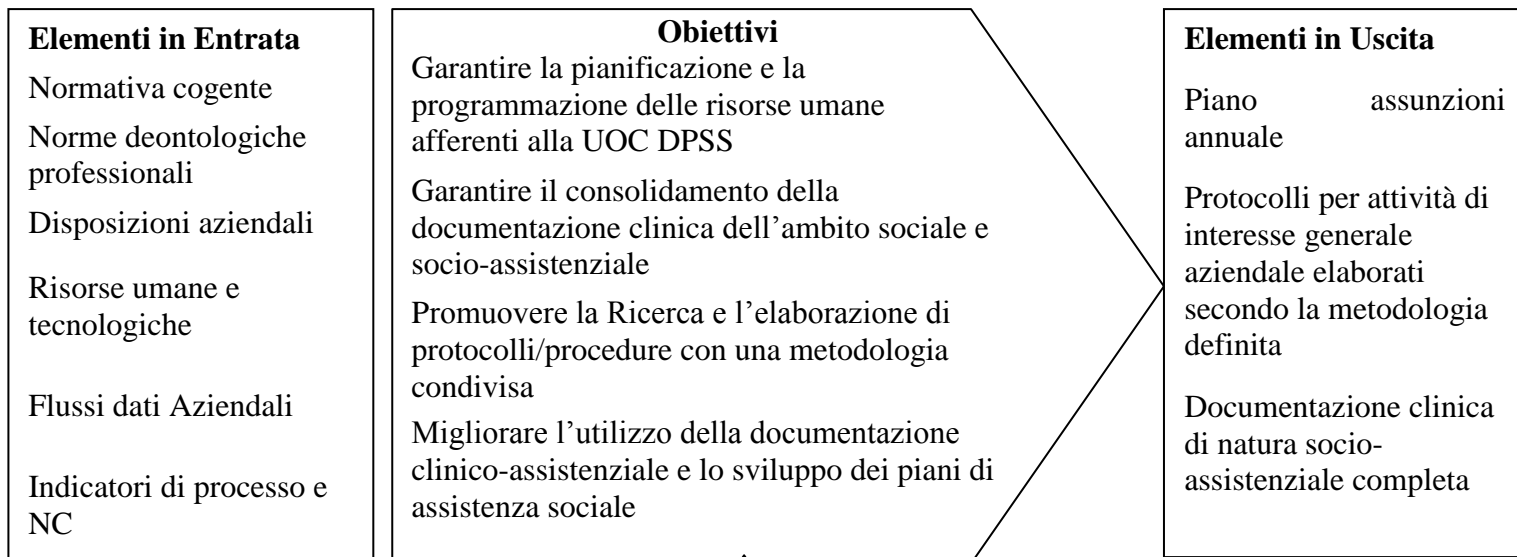 Elementi in Entrata
Normativa cogente
Norme deontologiche
professionali
Disposizioni aziendali
Risorse umane e
tecnologiche
Flussi dati Aziendali
Indicatori di processo e
NC
Obiettivi
Garantire la pianificazione e la
programmazione delle risorse umane
afferenti alla UOC DPSS
Garantire il consolidamento della
documentazione clinica dell’ambito sociale e
socio-assistenziale
Promuovere la Ricerca e l’elaborazione di
protocolli/procedure con una metodologia
condivisa
Migliorare l’utilizzo della documentazione
clinico-assistenziale e lo sviluppo dei piani di
assistenza sociale
Elementi in Uscita
Piano assunzioni
annuale
Protocolli per attività di
interesse generale
aziendale elaborati
secondo la metodologia
definita
Documentazione clinica
di natura socio-
assistenziale completa